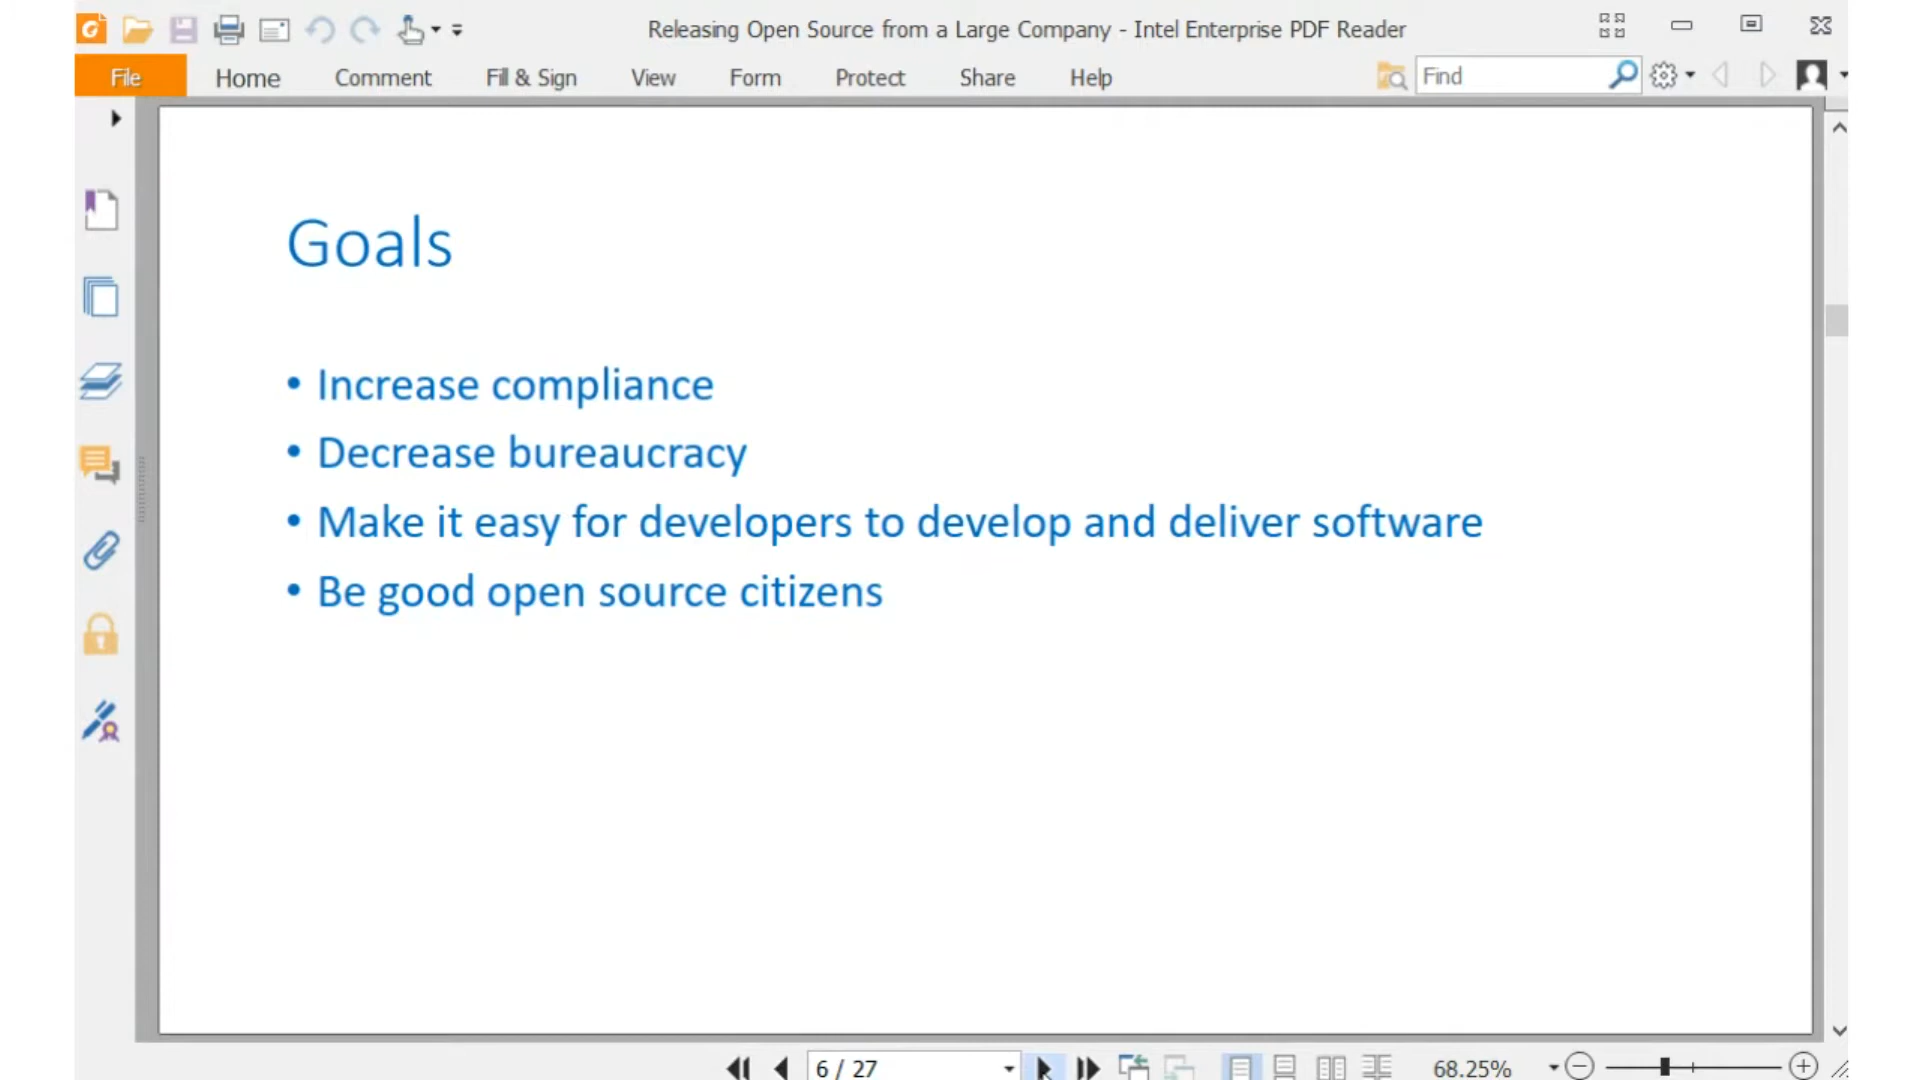 Releasing Open Source from a Large Company - Intel Enterprise PDF Reader
File Home Comment Fill & Sign View Form Protect Share Help Find
Goals
• Increase compliance
• Decrease bureaucracy
• Make it easy for developers to develop and deliver software
• Be good open source citizens
6 / 27 68.25%